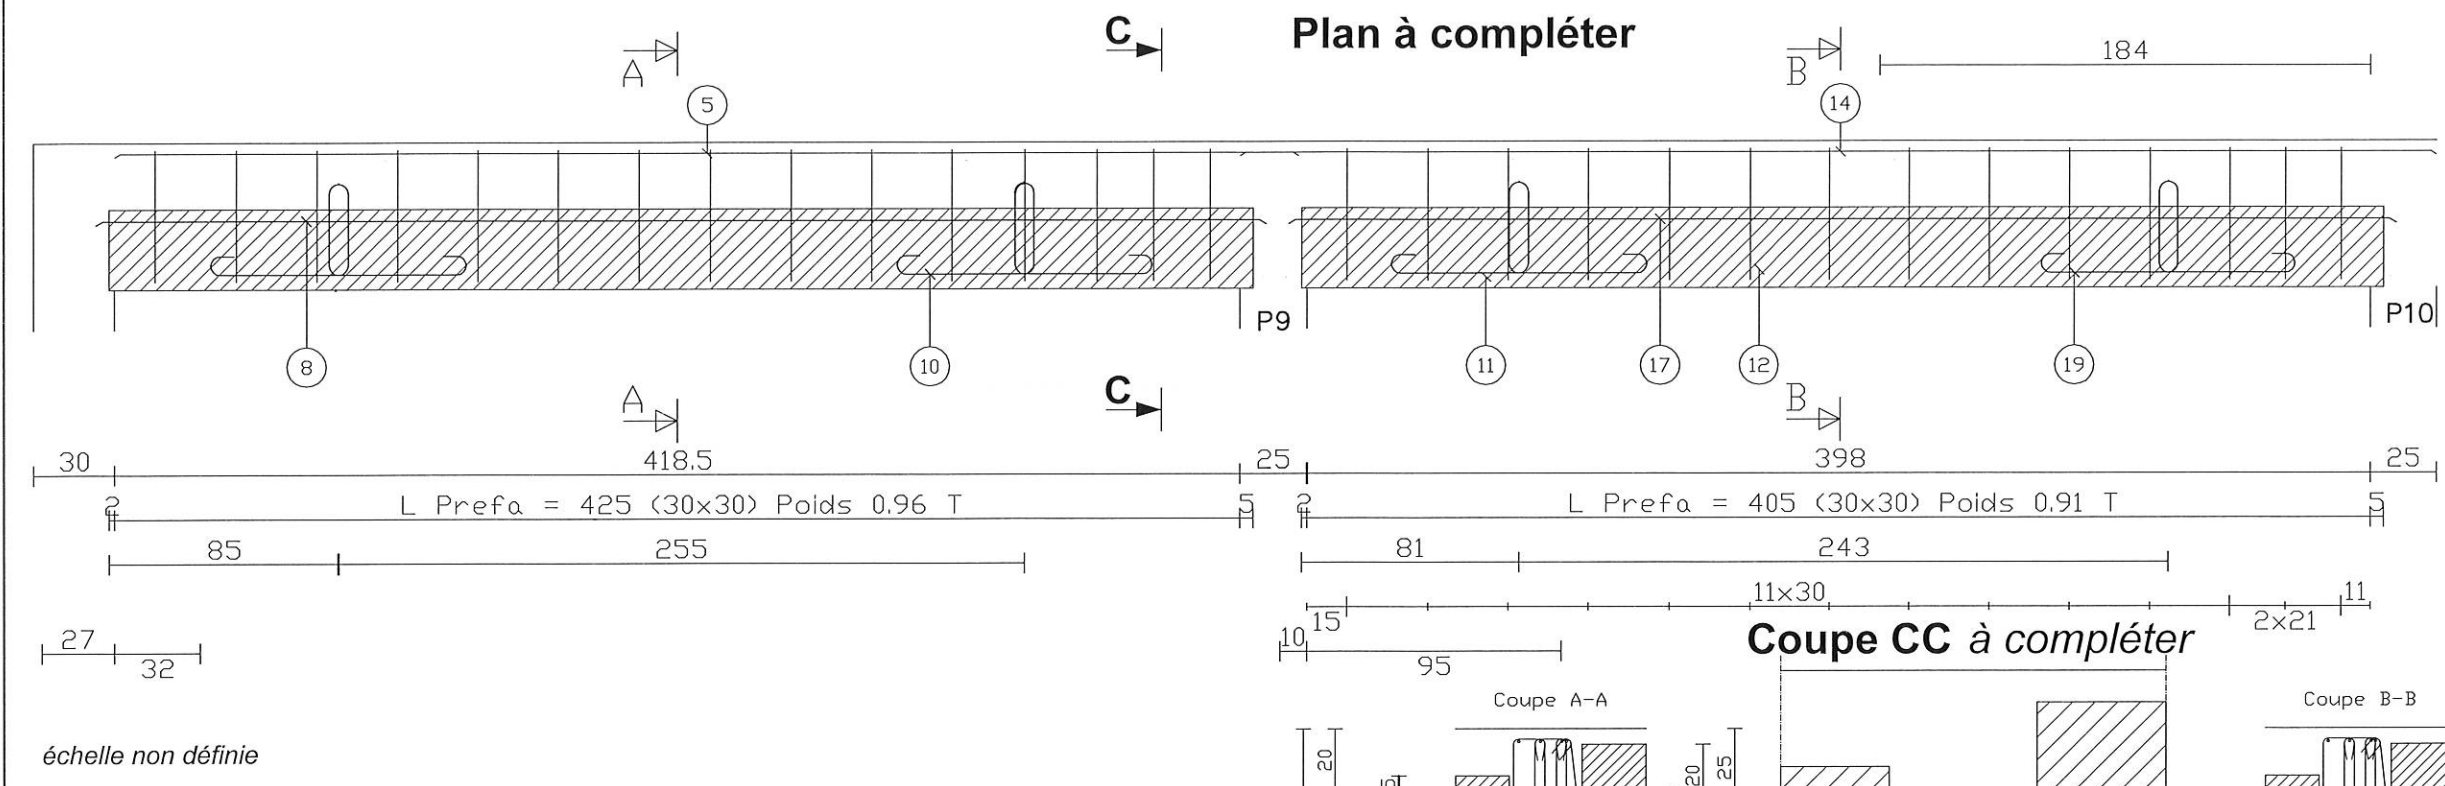 Plan à compléter
A
C
B
184
5
14
P9
P10
8
10
11
17
12
19
A
C
B
30
418.5
25
398
25
2
L Prefa = 425 (30x30) Poids 0.96 T
5
2
L Prefa = 405 (30x30) Poids 0.91 T
5
85
255
81
243
15
11x30
2x21
11
27
32
10
95
Coupe CC à compléter
Coupe A-A
Coupe B-B
échelle non définie
20
20
25